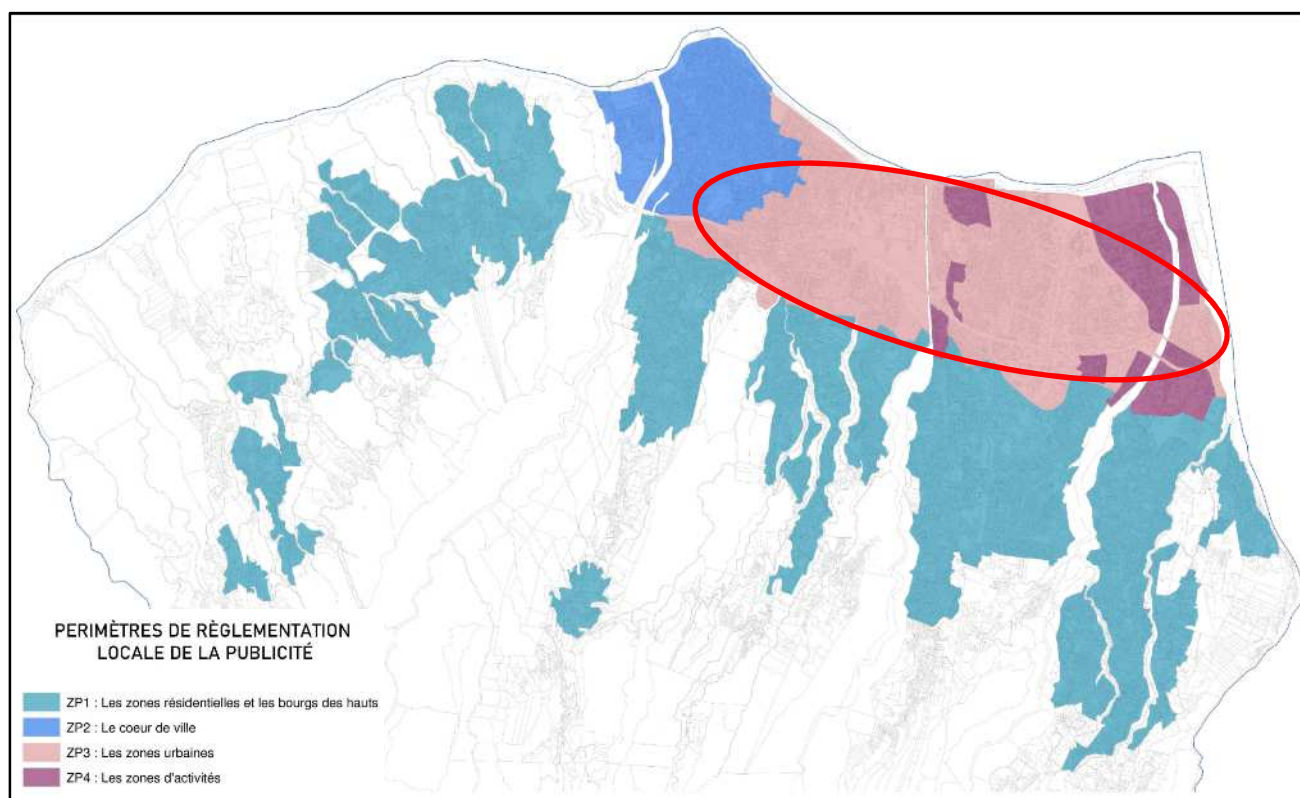 PERIMÈTRES DE RÈGLEMENTATION
LOCALE DE LA PUBLICITÉ
ZP1 : Les zones résidentielles et les bourgs des hauts
ZP2 : Le coeur de ville
ZP3 : Les zones urbaines
ZP4 : Les zones d'activités